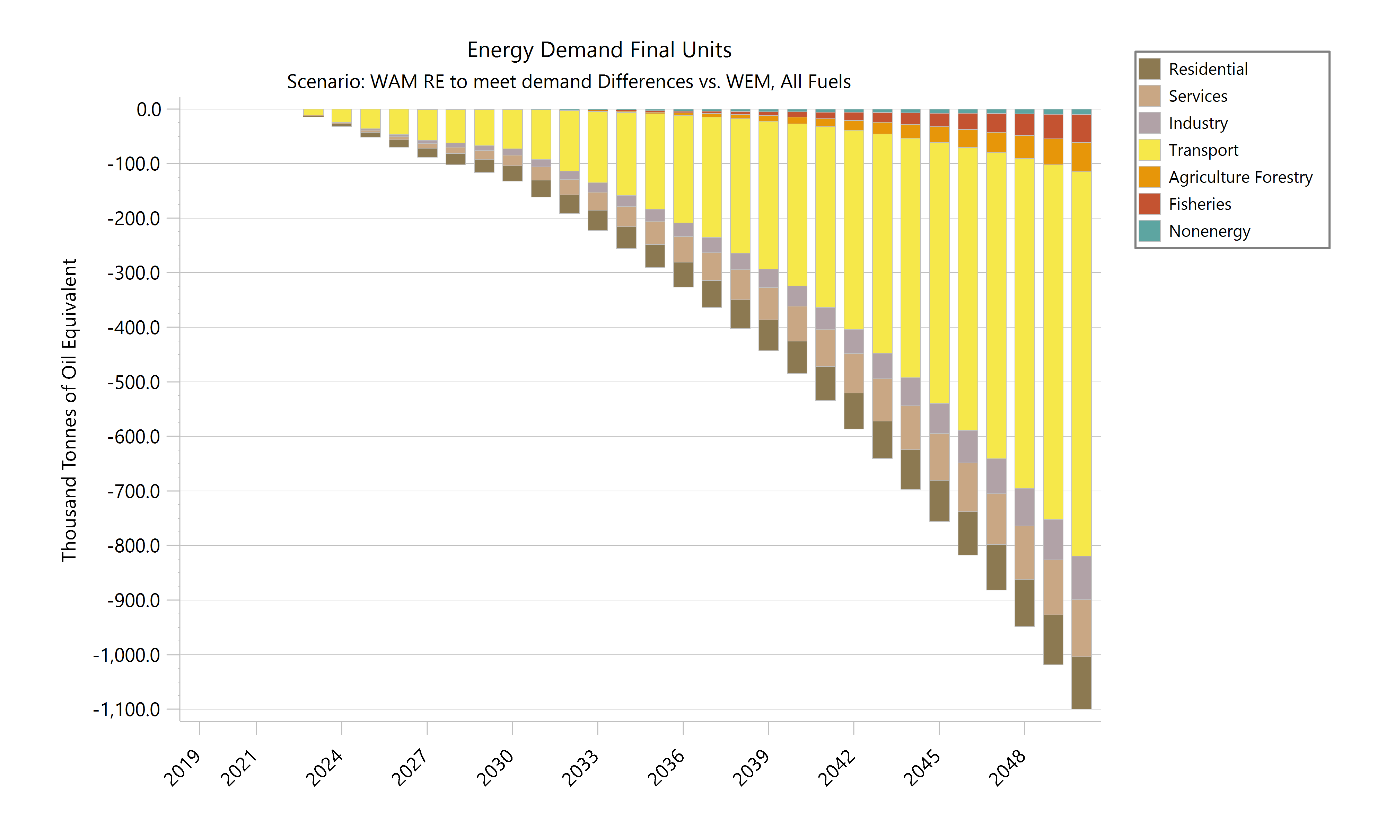 Energy Demand Final Units
Scenario: WAM RE to meet demand Differences vs. WEM, All Fuels
Thousand Tonnes of Oil Equivalent
0.0
-100.0
-200.0
-300.0
-400.0
-500.0
-600.0
-700.0
-800.0
-900.0
-1,000.0
-1,100.0
2019
2021
2024
2027
2030
2033
2036
2039
2042
2045
2048
Residential
Services
Industry
Transport
Agriculture Forestry
Fisheries
Nonenergy